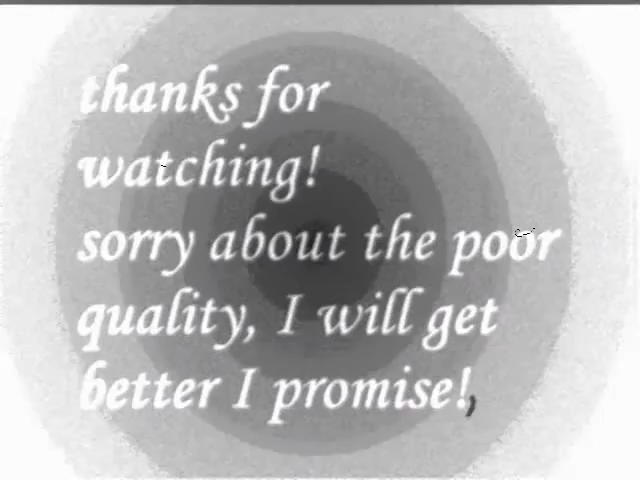 thanks for
watching!
sorry about the poor
quality, I will get
better I promise!,